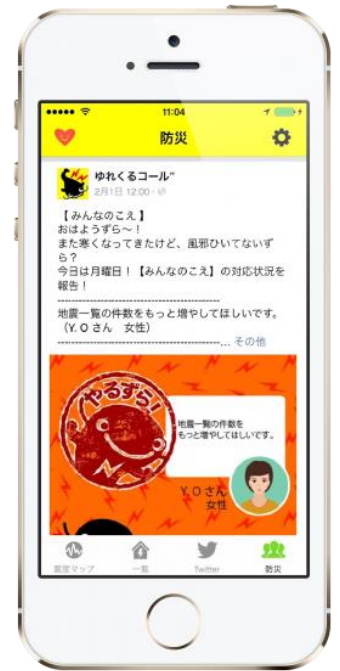 11:04
防災
ゆれくるコール"
2月1日 12:00
【みんなのこえ】
おはようずら〜！
また寒くなってきたけど、風邪ひいてないず
ら？
今日は月曜日！【みんなのこえ】の対応状況を
報告！
----------------------------------------
地震一覧の件数をもっと増やしてほしいです。
（Y. O さん　女性）
----------------------------------------... その他
やるずら！
地震一覧の件数を
もっと増やしてほしいです。
Y. O さん
女性
震度マップ
一覧
Twitter
防災